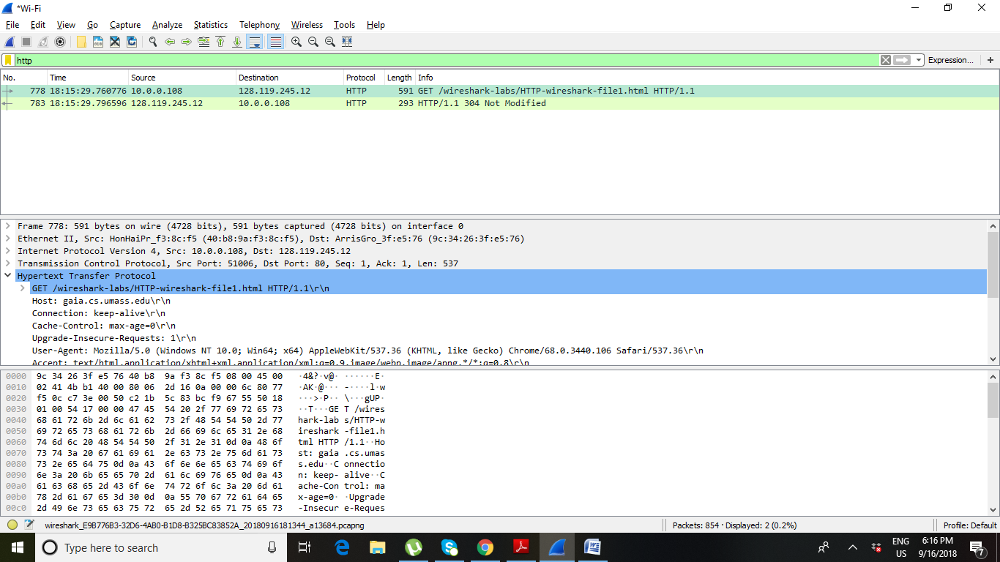 *Wi-Fi
File Edit View Go Capture Analyze Statistics Telephony Wireless Tools Help
http Expression... +
No. Time Source Destination Protocol Length Info
778 18:15:29.760776 10.0.0.108 128.119.245.12 HTTP 591 GET /wireshark-labs/HTTP-wireshark-file1.html HTTP/1.1
783 18:15:29.796596 128.119.245.12 10.0.0.108 HTTP 293 HTTP/1.1 304 Not Modified
Frame 778: 591 bytes on wire (4728 bits), 591 bytes captured (4728 bits) on interface 0
Ethernet II, Src: HonHaiPr_f3:8c:f5 (40:b8:9a:f3:8c:f5), Dst: ArrisGro_3f:e5:76 (9c:34:26:3f:e5:76)
Internet Protocol Version 4, Src: 10.0.0.108, Dst: 128.119.245.12
Transmission Control Protocol, Src Port: 51006, Dst Port: 80, Seq: 1, Ack: 1, Len: 537
Hypertext Transfer Protocol
GET /wireshark-labs/HTTP-wireshark-file1.html HTTP/1.1\r\n
Host: gaia.cs.umass.edu\r\n
Connection: keep-alive\r\n
Cache-Control: max-age=0\r\n
Upgrade-Insecure-Requests: 1\r\n
User-Agent: Mozilla/5.0 (Windows NT 10.0; Win64; x64) AppleWebKit/537.36 (KHTML, like Gecko) Chrome/68.0.3440.106 Safari/537.36\r\n
Accept: text/html,application/xhtml+xml,application/xml;q=0.9,image/webp,image/apng,*/*;q=0.8\r\n
0000 9c 34 26 3f e5 76 40 b8 9a f3 8c f5 08 00 45 00 ·4&?·v@· ······E·
0010 02 41 4b b1 40 00 80 06 2d 16 0a 00 00 6c 80 77 ·AK·@··· -····l·w
0020 f5 0c c7 3e 00 50 c2 1b 5c 83 bc f9 67 55 50 18 ···>·P·· \···gUP·
0030 01 00 54 17 00 00 47 45 54 20 2f 77 69 72 65 73 ··T···GE T /wires
0040 68 61 72 6b 2d 6c 61 62 73 2f 48 54 54 50 2d 77 hark-lab s/HTTP-w
0050 69 72 65 73 68 61 72 6b 2d 66 69 6c 65 31 2e 68 ireshark -file1.h
0060 74 6d 6c 20 48 54 54 50 2f 31 2e 31 0d 0a 48 6f tml HTTP /1.1··Ho
0070 73 74 3a 20 67 61 69 61 2e 63 73 2e 75 6d 61 73 st: gaia .cs.umas
0080 73 2e 65 64 75 0d 0a 43 6f 6e 6e 65 63 74 69 6f s.edu··C onnectio
0090 6e 3a 20 6b 65 65 70 2d 61 6c 69 76 65 0d 0a 43 n: keep- alive··C
00a0 61 63 68 65 2d 43 6f 6e 74 72 6f 6c 3a 20 6d 61 ache-Con trol: ma
00b0 78 2d 61 67 65 3d 30 0d 0a 55 70 67 72 61 64 65 x-age=0· ·Upgrade
00c0 2d 49 6e 73 65 63 75 72 65 2d 52 65 71 75 65 73 -Insecur e-Reques
wireshark_E9B776B3-32D6-4AB0-B1D8-B325BC83852A_20180916181344_a13684.pcapng Packets: 854 · Displayed: 2 (0.2%) Profile: Default
Type here to search ENG 6:16 PM
US 9/16/2018 7